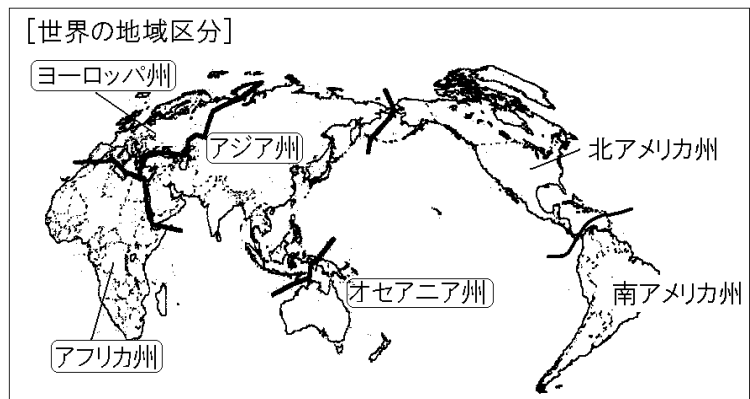 [世界の地域区分]
ヨーロッパ州
アジア州
北アメリカ州
オセアニア州
南アメリカ州
アフリカ州